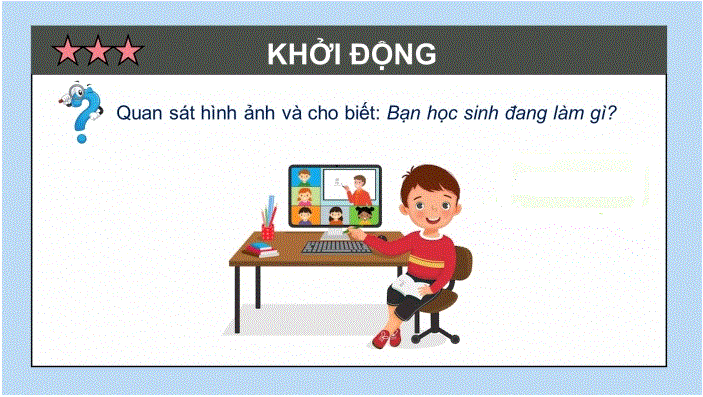 KHỞI ĐỘNG
Quan sát hình ảnh và cho biết: Bạn học sinh đang làm gì?